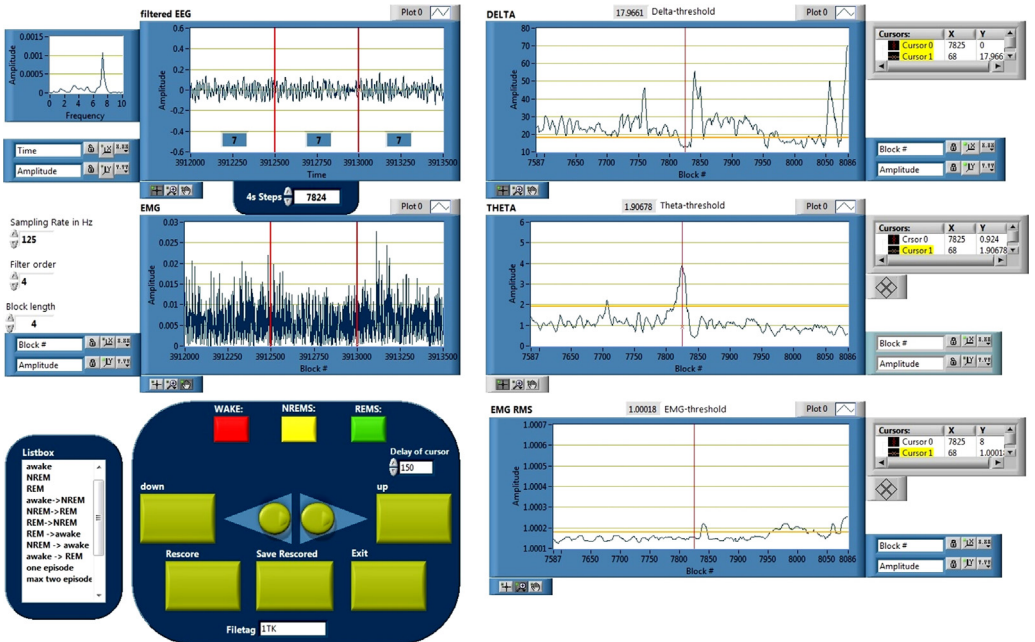 filtered EEG
Plot 0
0.0015
0.001
0.0005
0
Amplitude
0 2 4 6 8 10
Frequency
0.6
0.4
0.2
0
-0.2
-0.4
-0.6
Amplitude
7 7 7
3912000 3912500 3913000 3913500
Time
Time
Amplitude
4s Steps 7824
Sampling Rate in Hz
125
Filter order
4
Block length
4
Block #
Amplitude
EMG
Plot 0
0.03
0.025
0.02
0.015
0.01
0.005
0
Amplitude
3912000 3912250 3912500 3912750 3913000 3913250 3913500
Block #
DELTA
17.9661 Delta-threshold
Plot 0
80
70
60
50
40
30
20
10
Amplitude
7587 7650 7700 7750 7800 7850 7900 7950 8000 8086
Block #
Cursors: X Y
Cursor 0 7825 0
Cursor 1 68 17.966
Block #
Amplitude
THETA
1.90678 Theta-threshold
Plot 0
6
5
4
3
2
1
0
Amplitude
7587 7700 7750 7800 7850 7900 7950 8000 8086
Block #
Cursors: X Y
Crsor 0 7825 0.924
Cursor 1 68 1.90678
Block #
Amplitude
EMG RMS
1.00018 EMG-threshold
Plot 0
1.0007
1.0006
1.0005
1.0004
1.0003
1.0002
1.0001
Amplitude
7587 7650 7700 7750 7800 7850 7900 7950 8000 8086
Block #
Cursors: X Y
Cursor 0 7825 8
Cursor 1 68 1.0001
Block #
Amplitude
Listbox
awake
NREM
REM
awake->NREM
NREM->REM
REM->NREM
REM ->awake
NREM -> awake
awake -> REM
one episode
max two episode
WAKE: NREMS: REMS:
Delay of cursor
150
down
up
Rescore Save Rescored Exit
Filetag 1TK